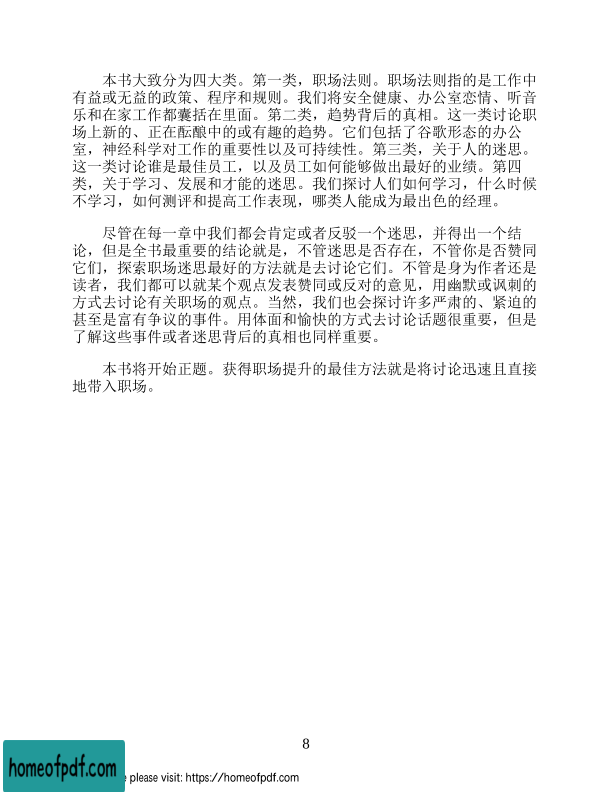 本书大致分为四大类。第一类，职场法则。职场法则指的是工作中
有益或无益的政策、程序和规则。我们将安全健康、办公室恋情、听音
乐和在家工作都囊括在里面。第二类，趋势背后的真相。这一类讨论职
场上新的、正在酝酿中的或有趣的趋势。它们包括了谷歌形态的办公
室，神经科学对工作的重要性以及可持续性。第三类，关于人的迷思。
这一类讨论谁是最佳员工，以及员工如何能够做出最好的业绩。第四
类，关于学习、发展和才能的迷思。我们探讨人们如何学习，什么时候
不学习，如何测评和提高工作表现，哪类人能成为最出色的经理。
尽管在每一章中我们都会肯定或者反驳一个迷思，并得出一个结
论，但是全书最重要的结论就是，不管迷思是否存在，不管你是否赞同
它们，探索职场迷思最好的方法就是去讨论它们。不管是身为作者还是
读者，我们都可以就某个观点发表赞同或反对的意见，用幽默或讽刺的
方式去讨论有关职场的观点。当然，我们也会探讨许多严肃的、紧迫的
甚至是富有争议的事件。用体面和愉快的方式去讨论话题很重要，但是
了解这些事件或者迷思背后的真相也同样重要。
本书将开始正题。获得职场提升的最佳方法就是将讨论迅速且直接
地带入职场。
8
homeofpdf.com
please visit: https://homeofpdf.com